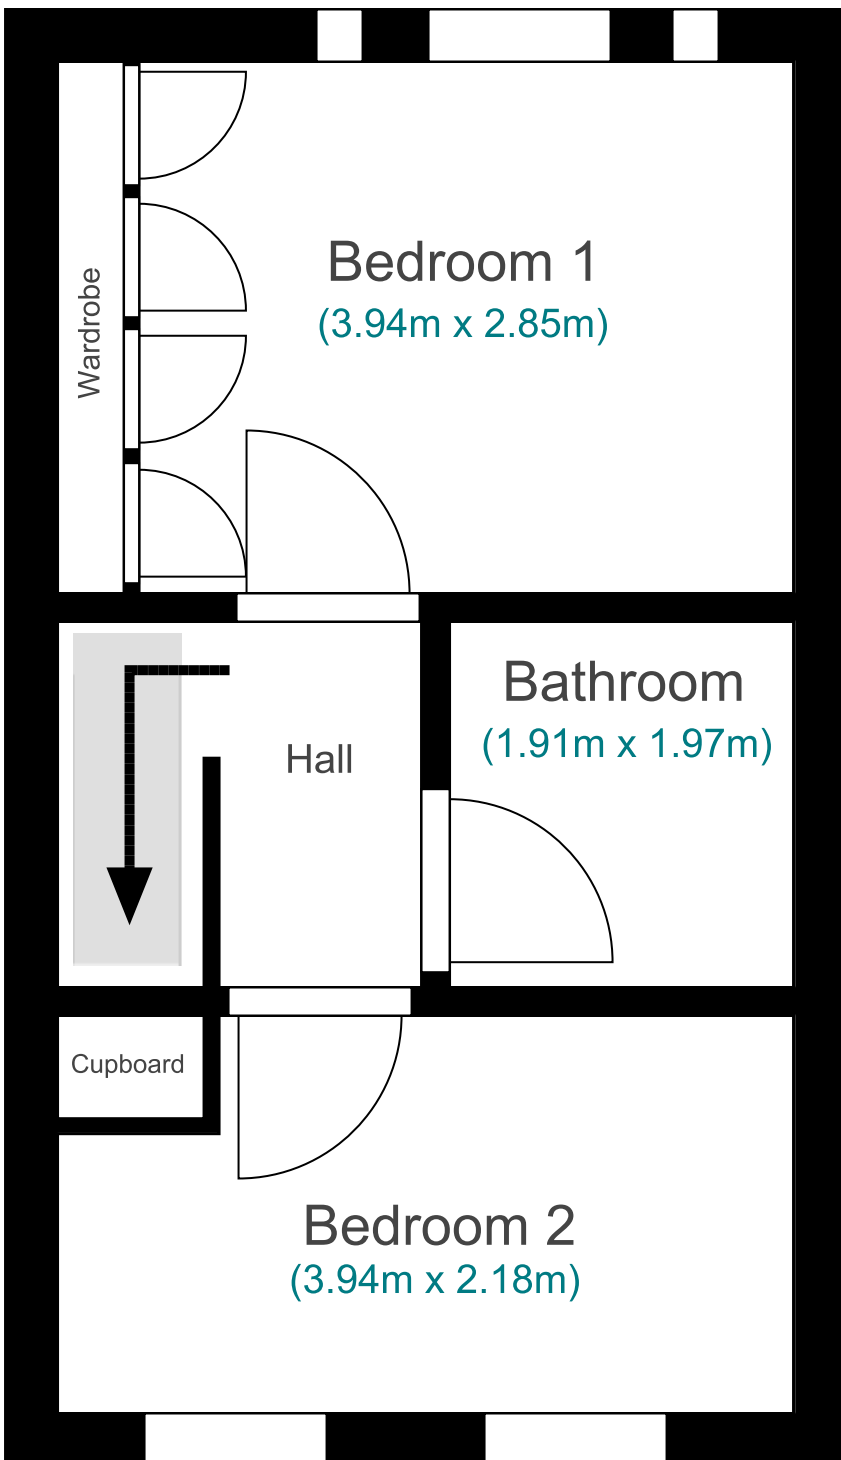 Bedroom 1
(3.94m x 2.85m)
Wardrobe
Bathroom
(1.91m x 1.97m)
Hall
Cupboard
Bedroom 2
(3.94m x 2.18m)